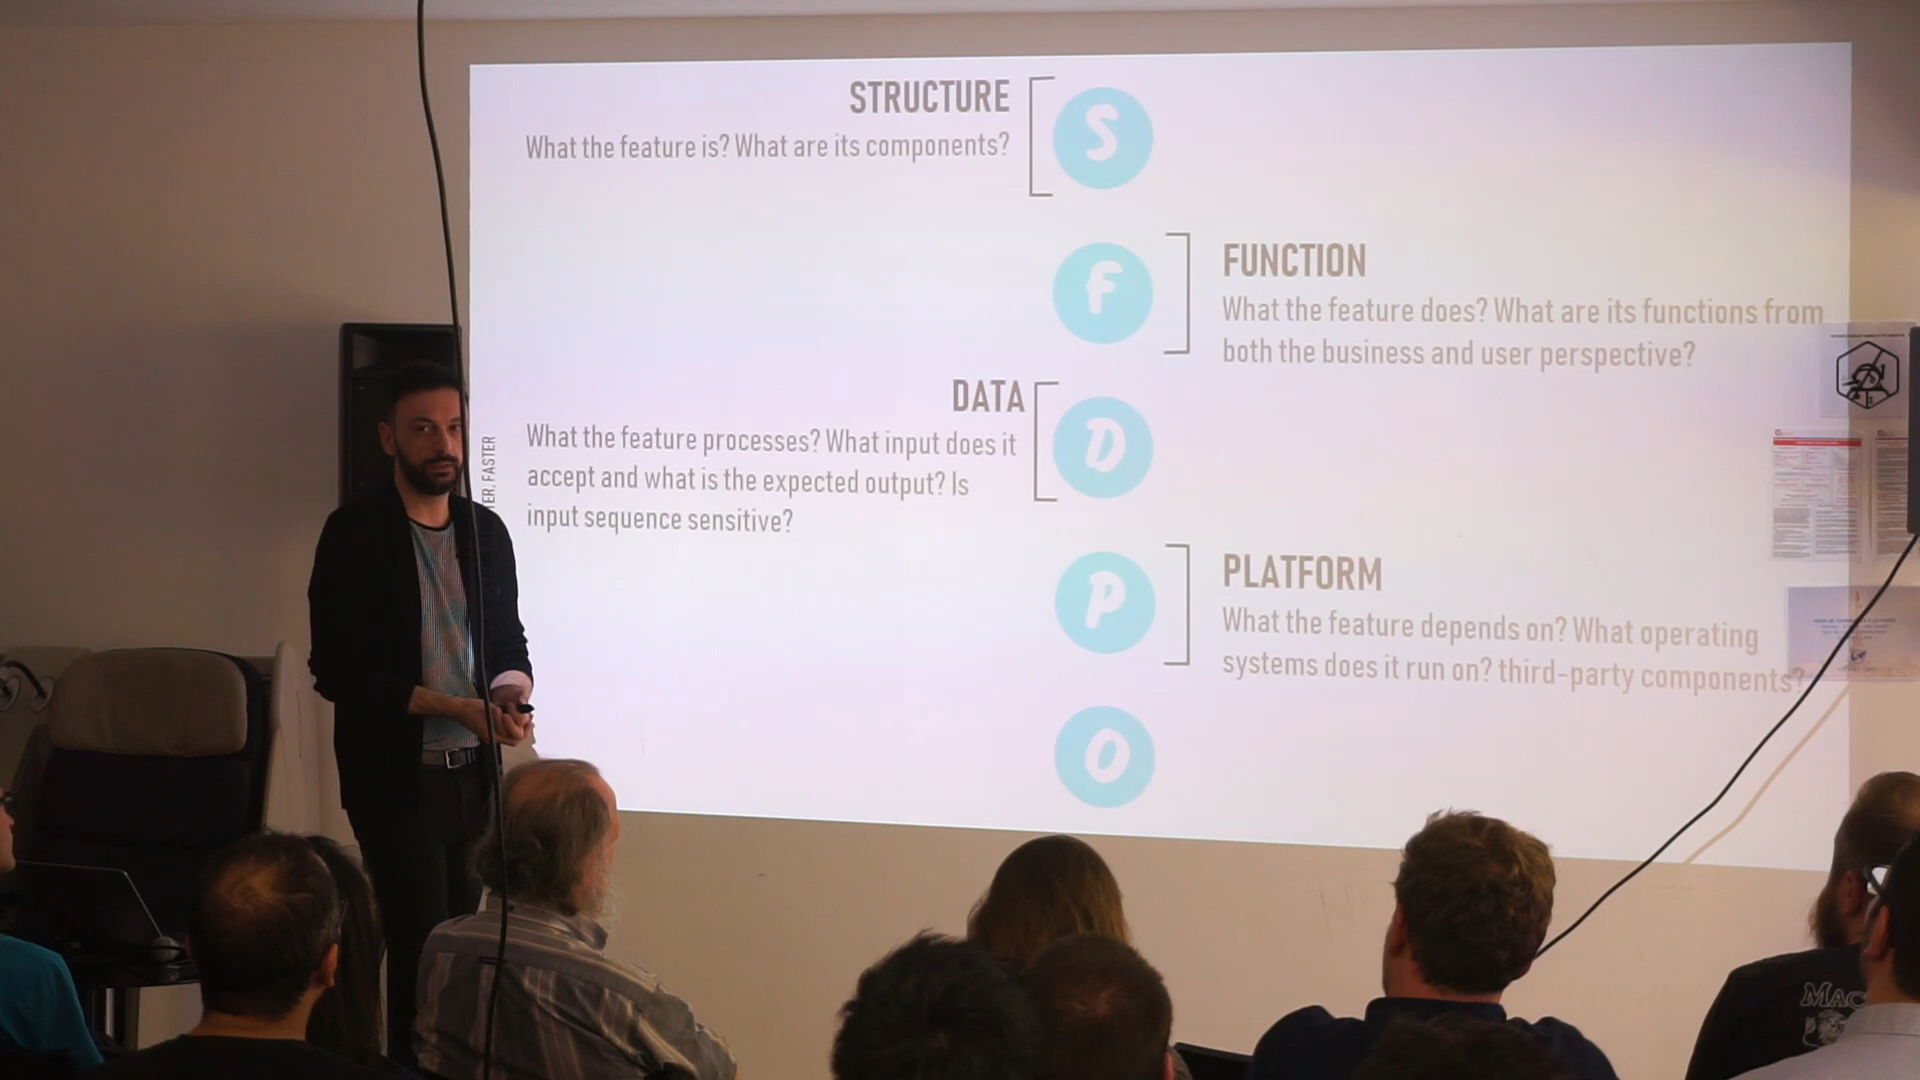 STRUCTURE
What the feature is? What are its components?
S
F
FUNCTION
What the feature does? What are its functions from
both the business and user perspective?
DATA
What the feature processes? What input does it
accept and what is the expected output? Is
input sequence sensitive?
D
P
PLATFORM
What the feature depends on? What operating
systems does it run on? third-party components?
O
FASTER
MAC